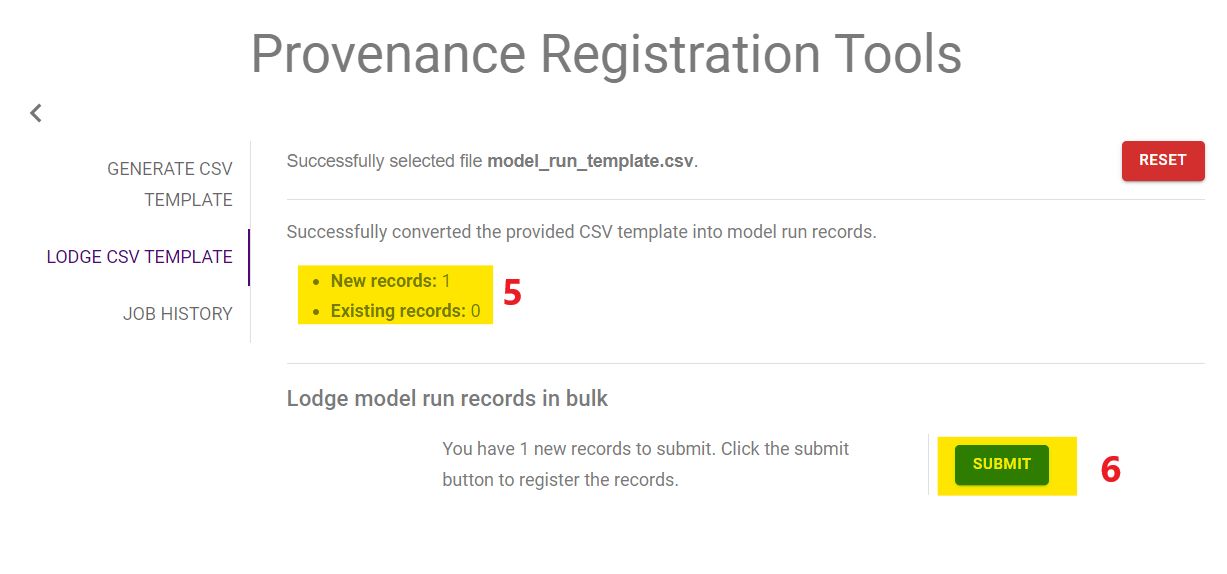 Provenance Registration Tools
GENERATE CSV
TEMPLATE
LODGE CSV TEMPLATE
JOB HISTORY
Successfully selected file model_run_template.csv.
RESET
Successfully converted the provided CSV template into model run records.
• New records: 1
• Existing records: 0
5
Lodge model run records in bulk
You have 1 new records to submit. Click the submit
button to register the records.
SUBMIT
6